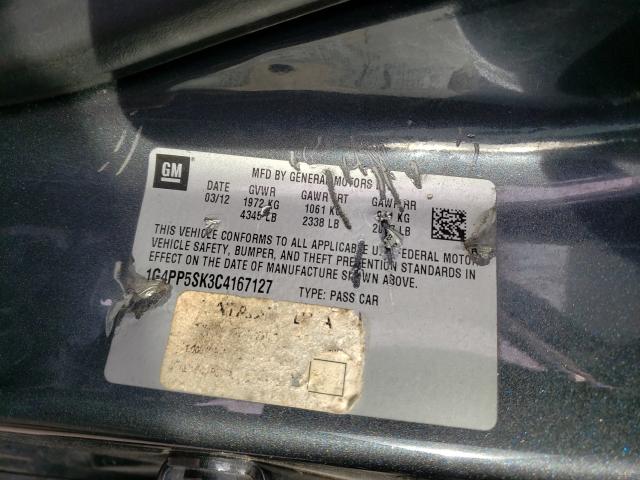 GM
MFD BY GENERAL MOTORS
DATE GVWR GAWR FRT GAWR RR
03/12 1972 KG 1061 KG KG
4345 LB 2338 LB LB
THIS VEHICLE CONFORMS TO ALL APPLICABLE U.S. FEDERAL MOTOR
VEHICLE SAFETY, BUMPER, AND THEFT PREVENTION STANDARDS IN
EFFECT ON THE DATE OF MANUFACTURE SHOWN ABOVE.
1G4PP5SK3C4167127 TYPE: PASS CAR